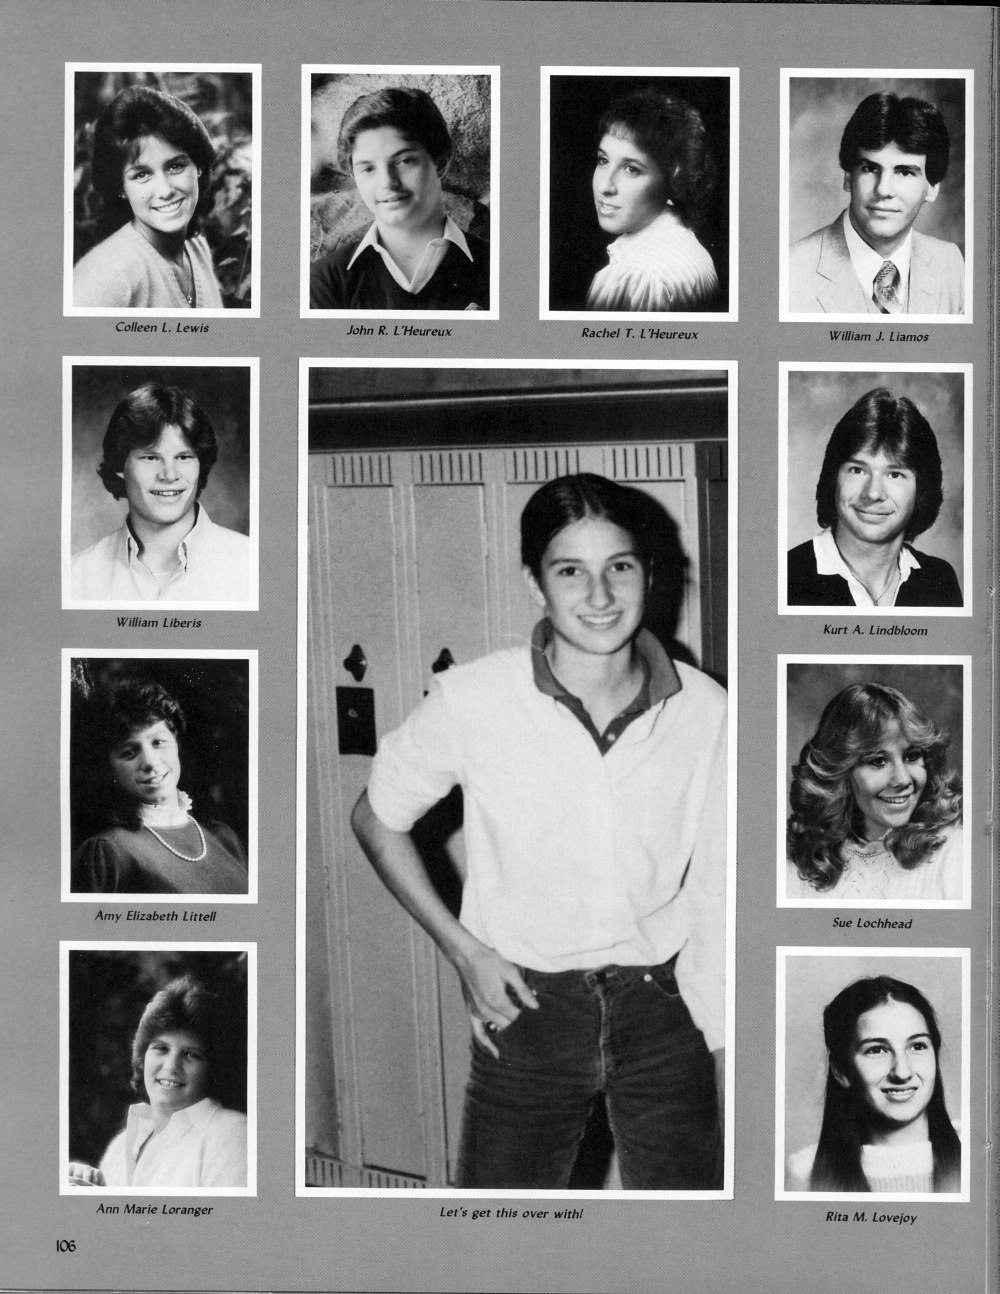 Colleen L. Lewis
John R. L'Heureux
Rachel T. L'Heureux
William J. Liamos
William Liberis
Kurt A. Lindbloom
Amy Elizabeth Littell
Sue Lochhead
Ann Marie Loranger
Let's get this over with!
Rita M. Lovejoy
106